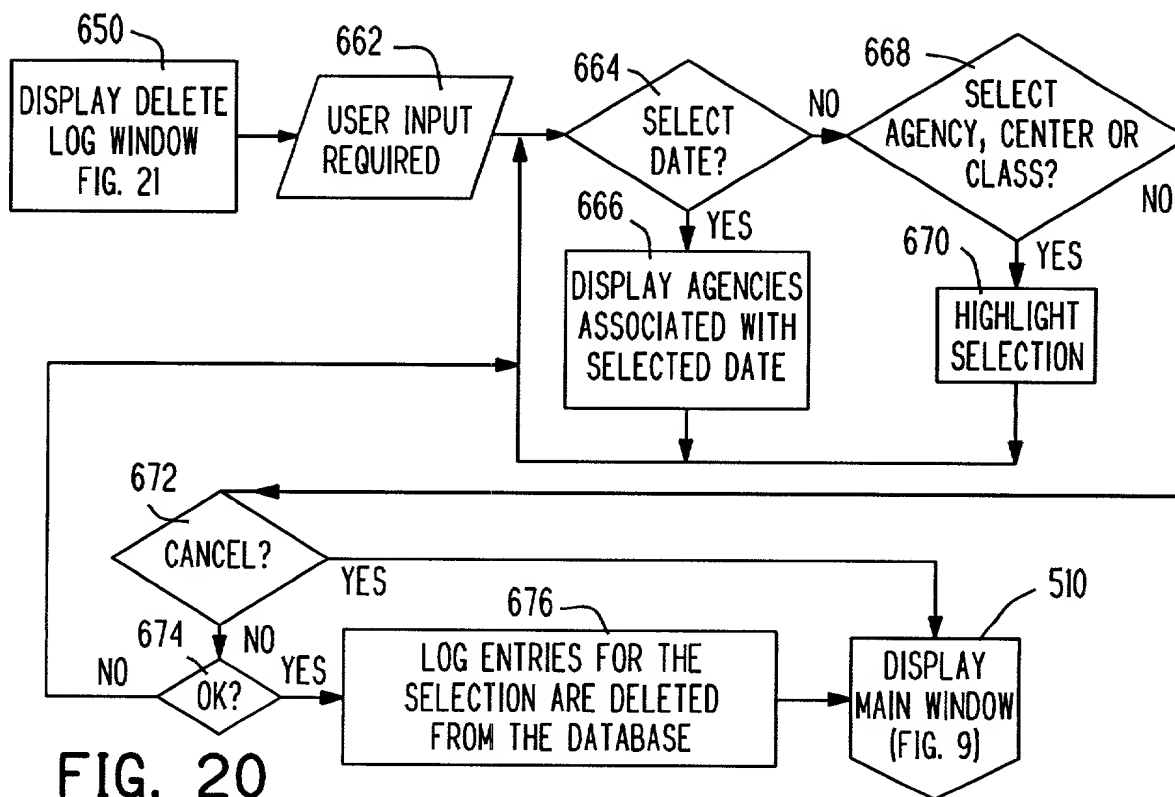 650
DISPLAY DELETE
LOG WINDOW
FIG. 21
662
USER INPUT
REQUIRED
664
SELECT
DATE?
NO
YES
668
SELECT
AGENCY, CENTER OR
CLASS?
NO
YES
666
DISPLAY AGENCIES
ASSOCIATED WITH
SELECTED DATE
670
HIGHLIGHT
SELECTION
672
CANCEL?
YES
NO
674
OK?
NO
YES
676
LOG ENTRIES FOR THE
SELECTION ARE DELETED
FROM THE DATABASE
510
DISPLAY
MAIN WINDOW
(FIG. 9)
FIG. 20